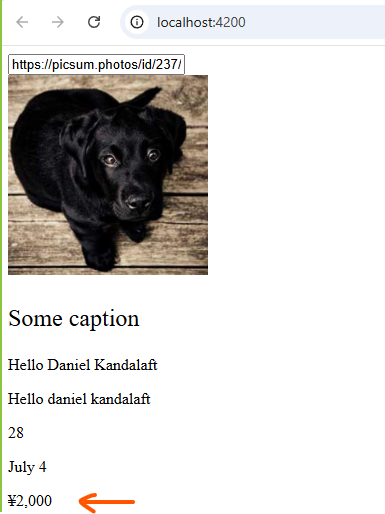 localhost:4200
https://picsum.photos/id/237/
Some caption
Hello Daniel Kandalaft
Hello daniel kandalaft
28
July 4
¥2,000